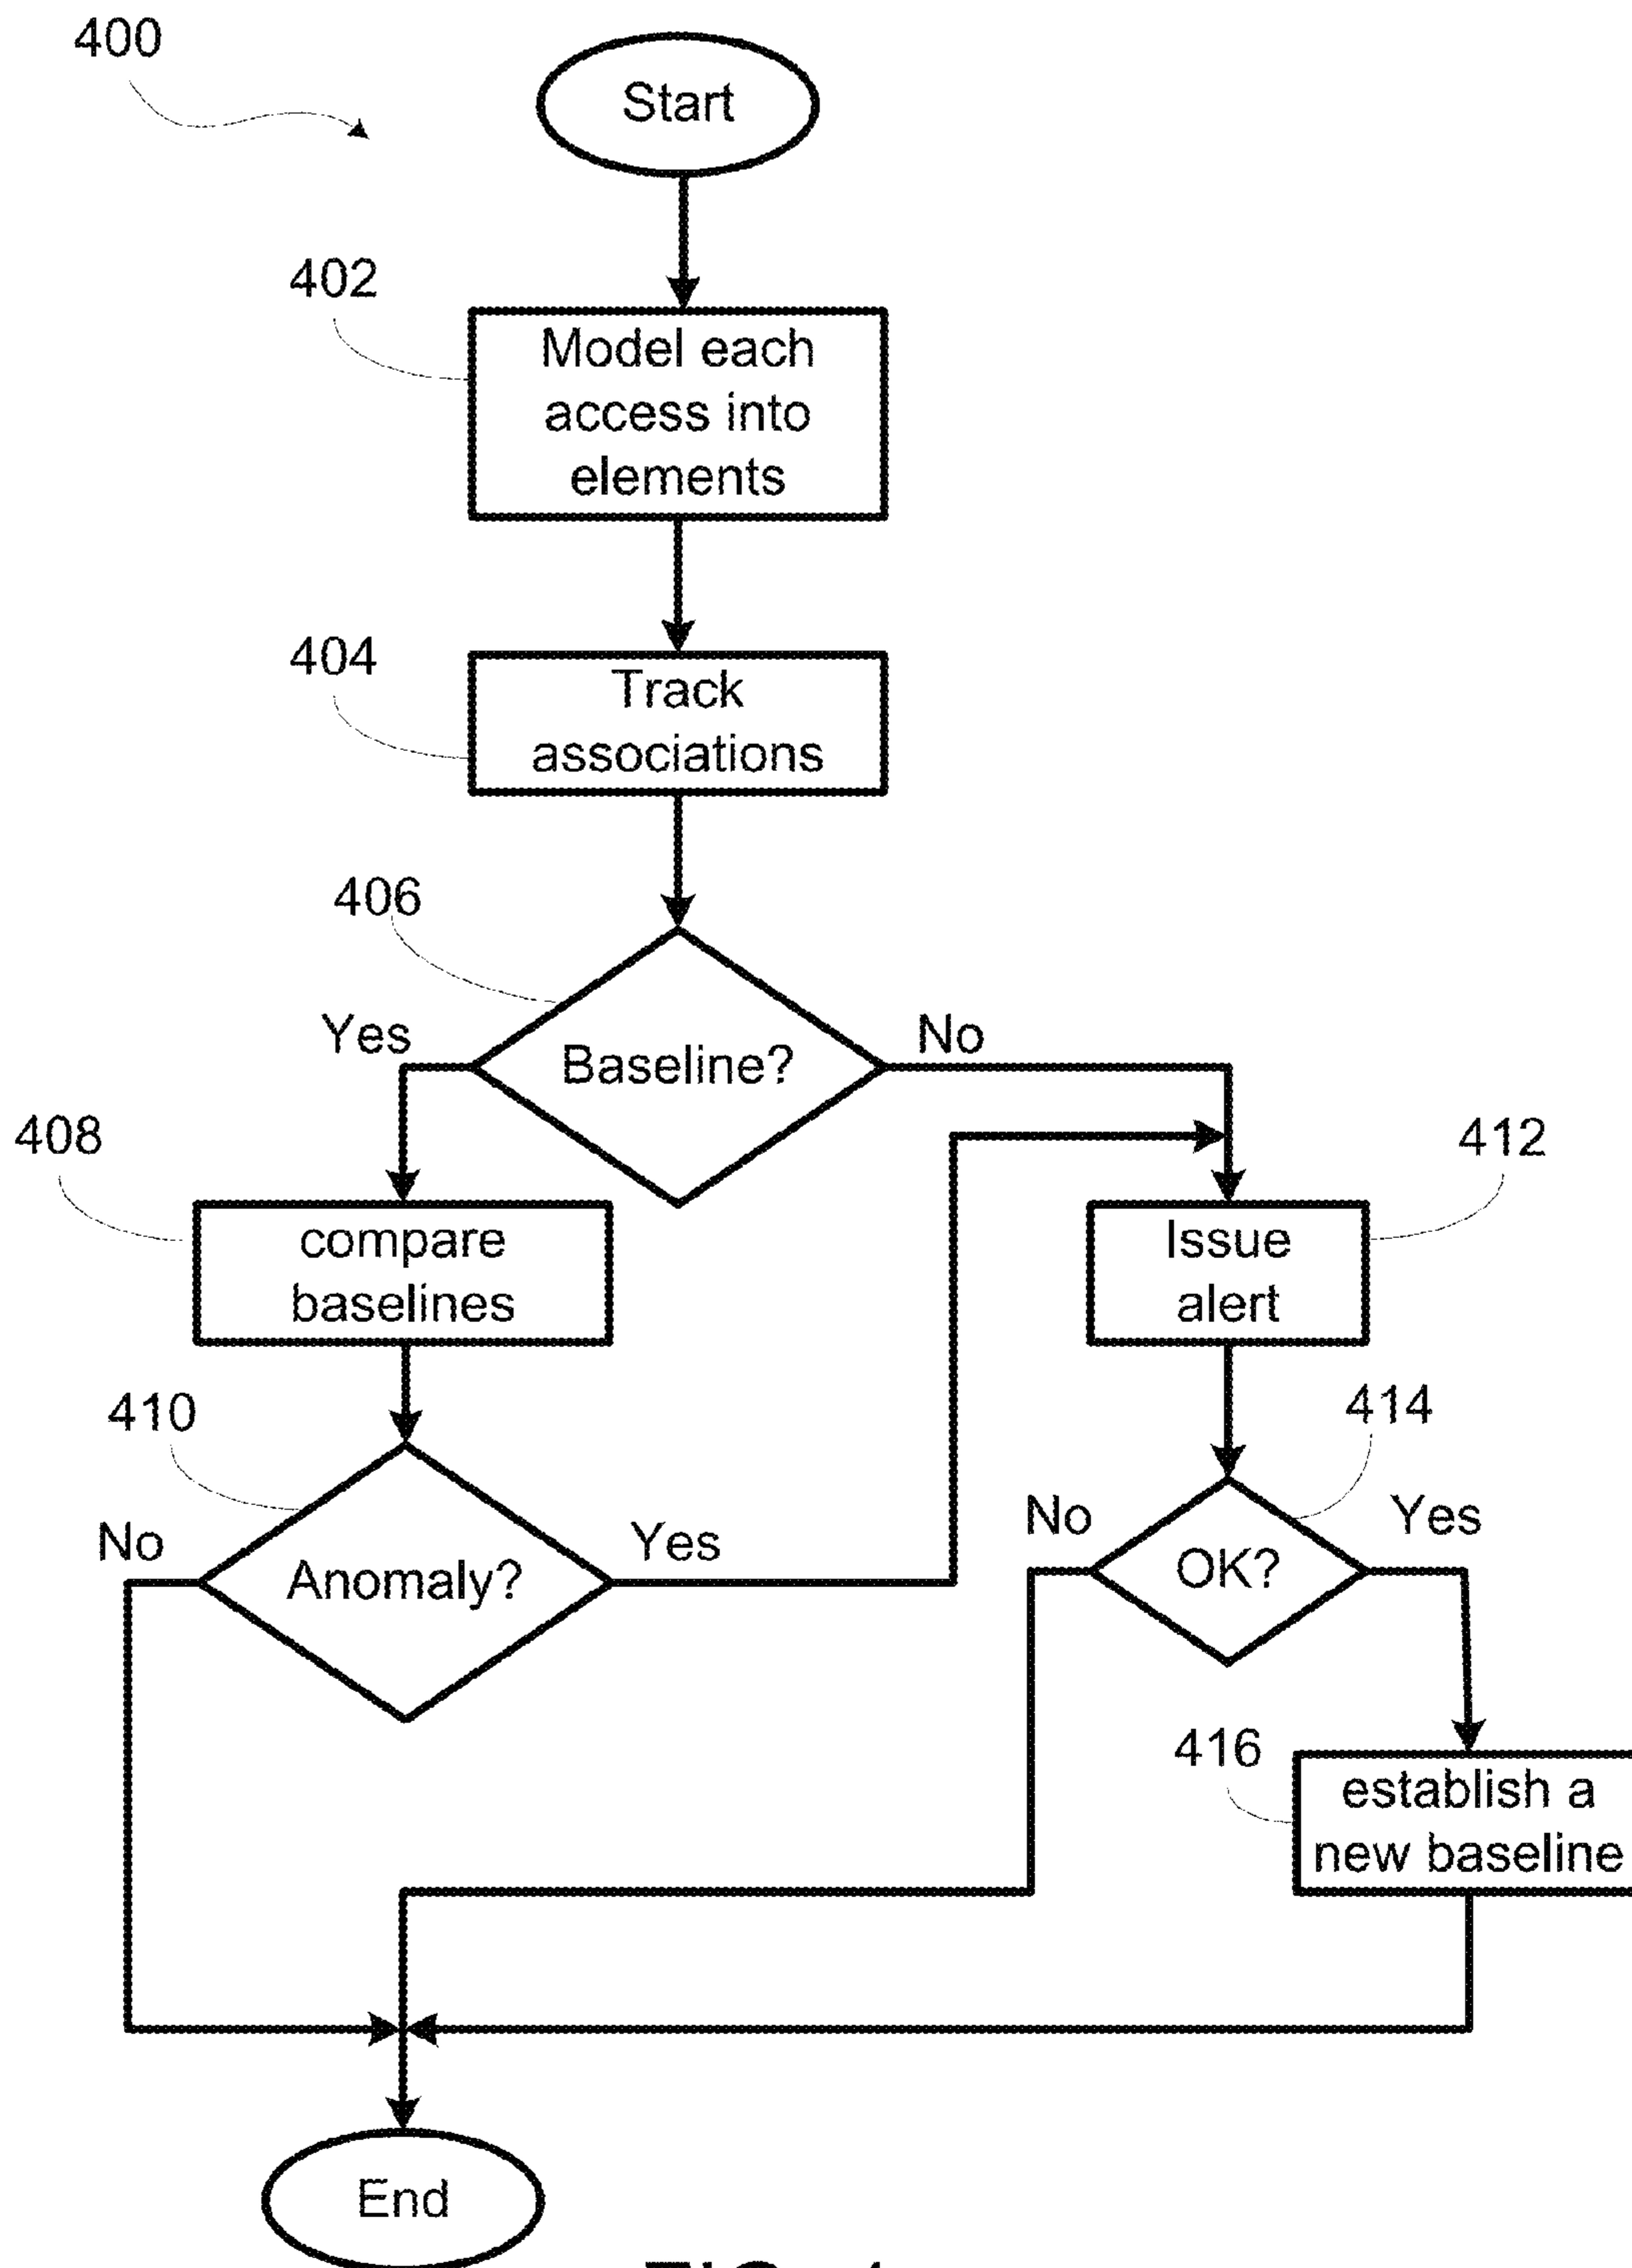 400
Start
402
Model each
access into
elements
404
Track
associations
406
Yes
Baseline?
No
408
compare
baselines
412
Issue
alert
410
No
Anomaly?
Yes
414
No
OK?
Yes
416
establish a
new baseline
End